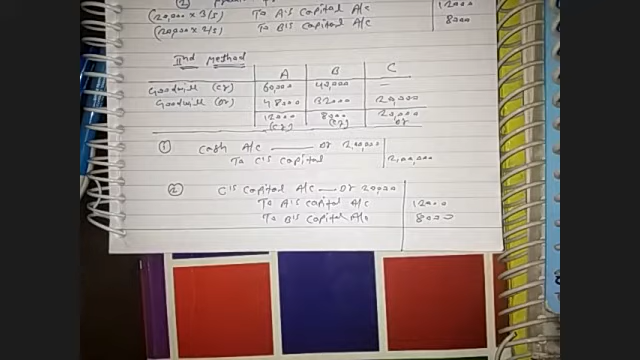 (20,000 x 3/5) To A's Capital A/c 12000
(20,000 x 2/5) To B's Capital A/c 8000
IInd Method
A B C
Goodwill (cr) 60,000 40,000 —
Goodwill (Dr) 48000 32000 20,000
12000 (cr) 8000 (cr) 20,000 Dr
① Cash A/c —— Dr 2,00,000
To C's Capital 2,00,000
② C's Capital A/c — Dr 20,000
To A's Capital A/c 12000
To B's Capital A/c 8000